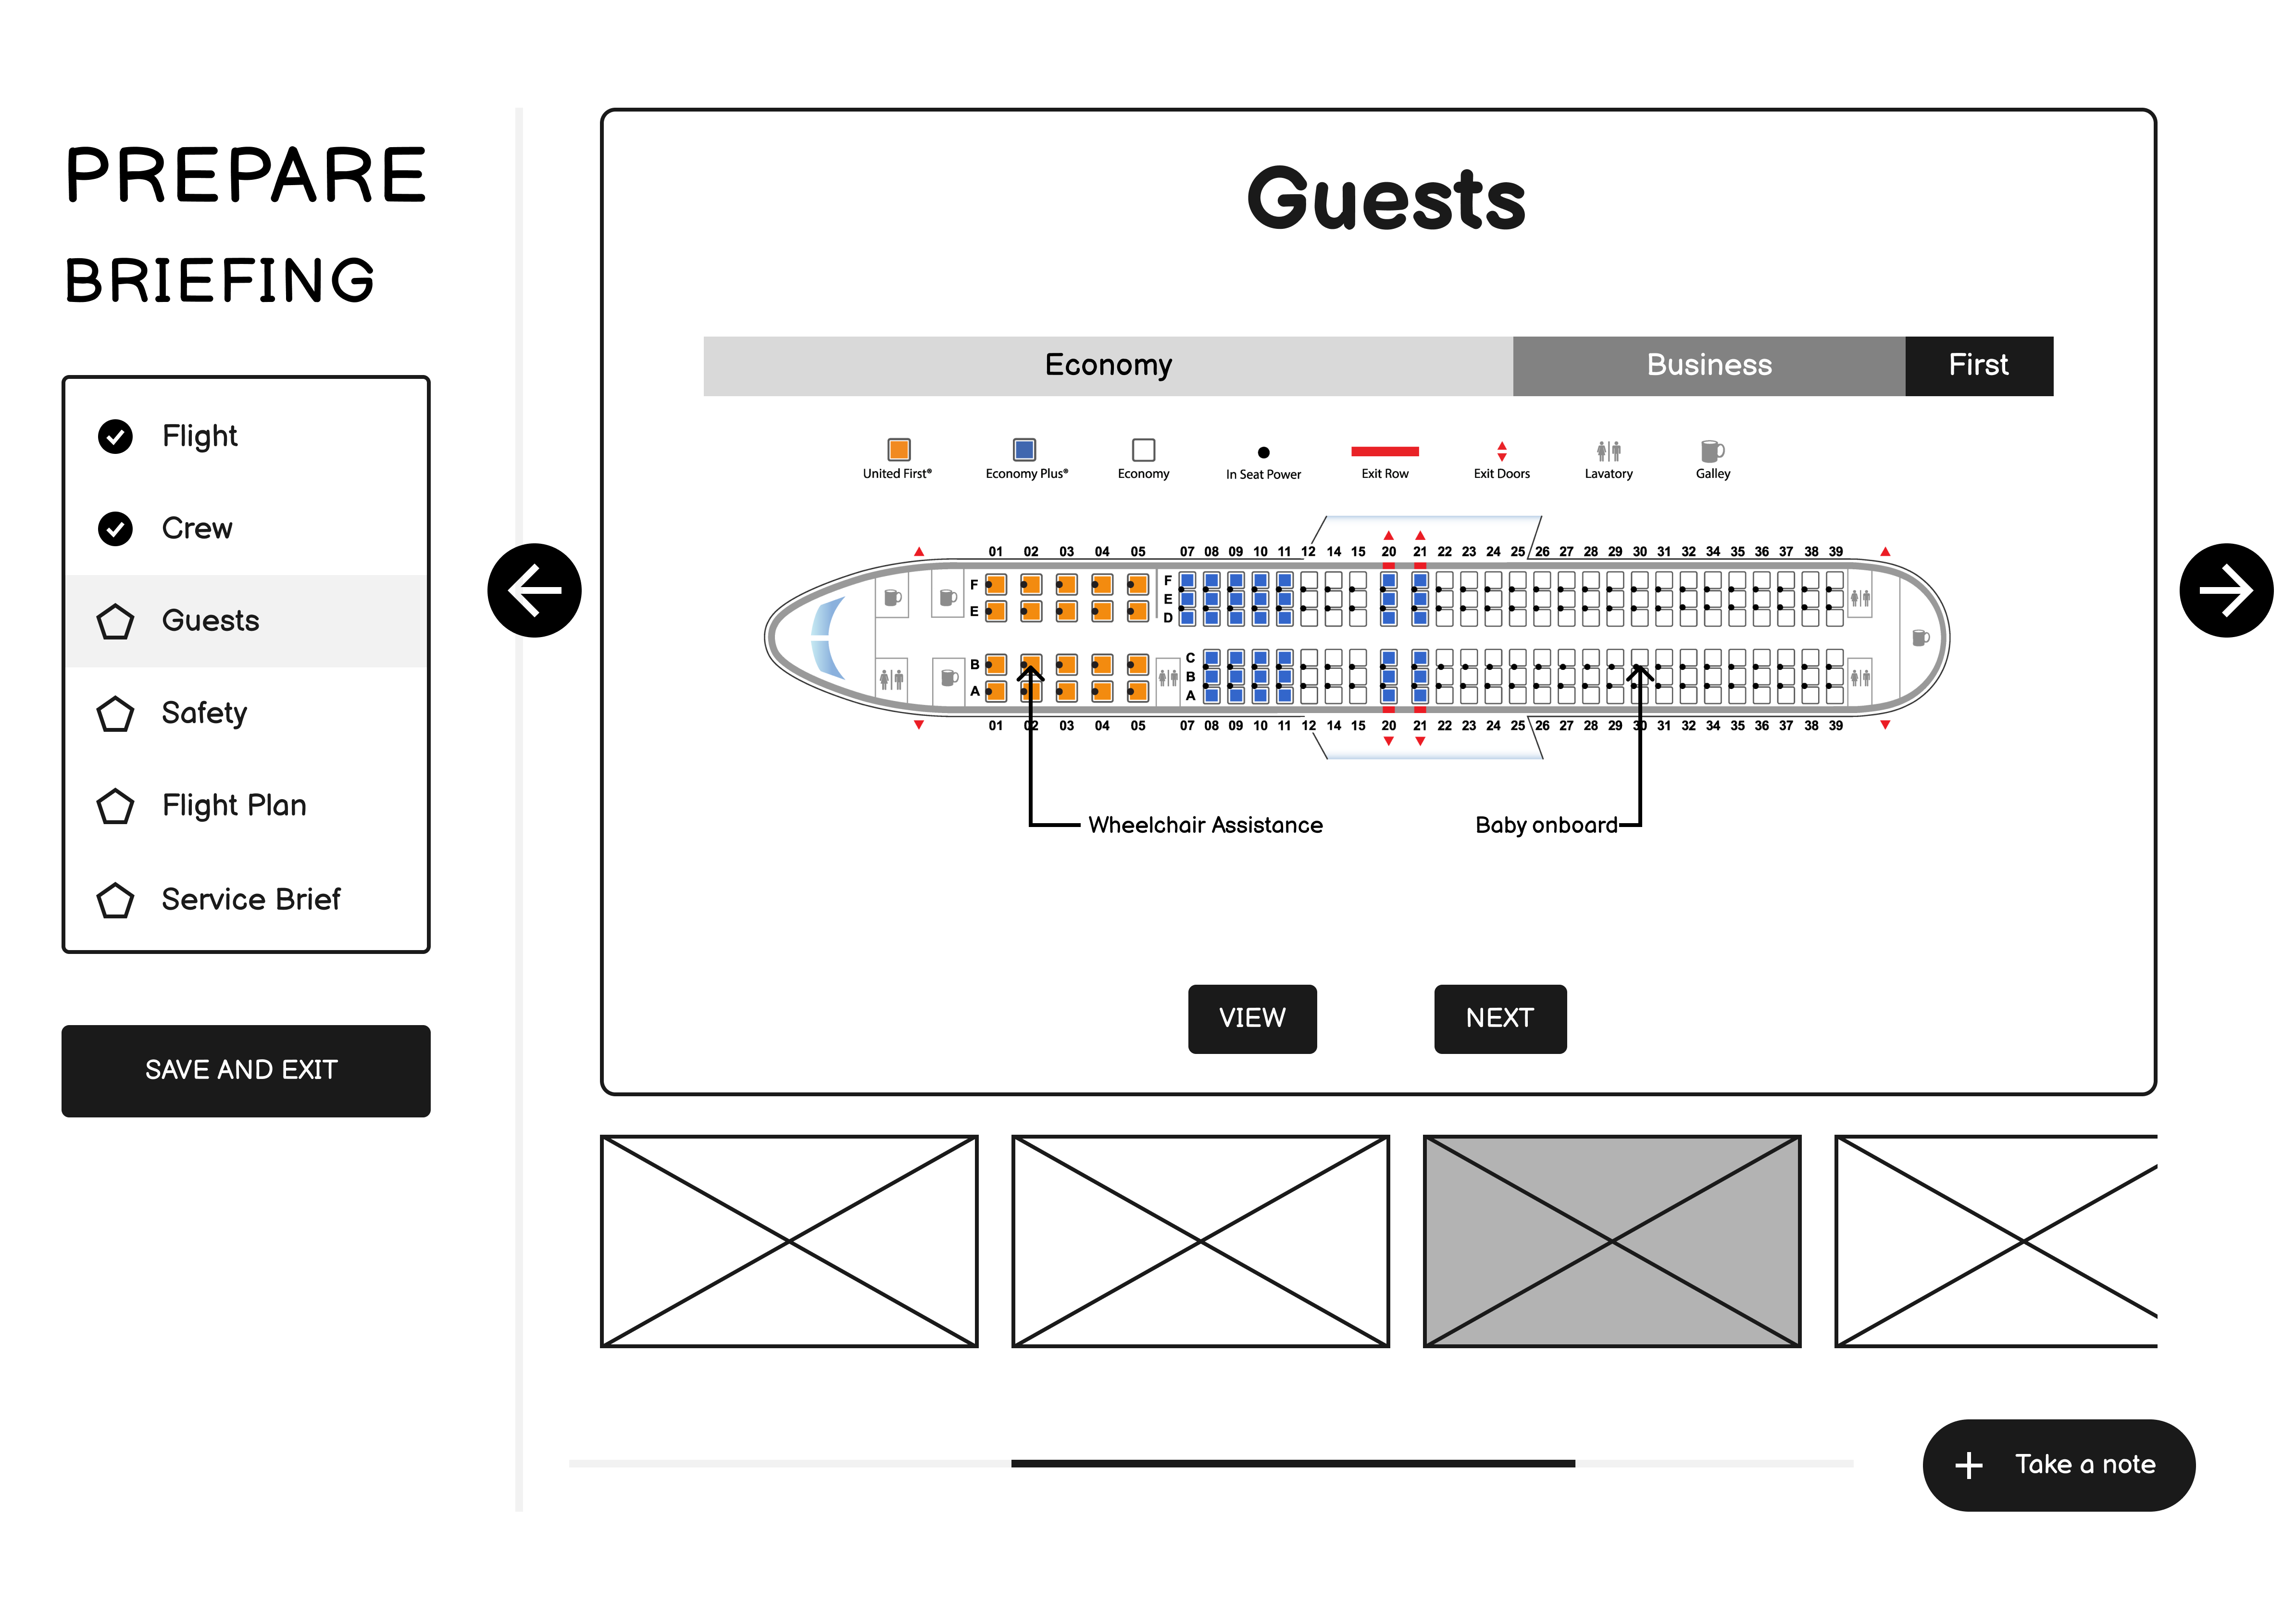 PREPARE
BRIEFING
Flight
Crew
Guests
Safety
Flight Plan
Service Brief
SAVE AND EXIT
Guests
Economy Business First
United First® Economy Plus® Economy In Seat Power Exit Row Exit Doors Lavatory Galley
01 02 03 04 05 07 08 09 10 11 12 14 15 20 21 22 23 24 25 26 27 28 29 30 31 32 34 35 36 37 38 39
F F
E E
D
B C
B
A A
01 02 03 04 05 07 08 09 10 11 12 14 15 20 21 22 23 24 25 26 27 28 29 30 31 32 34 35 36 37 38 39
Wheelchair Assistance Baby onboard
VIEW NEXT
Take a note